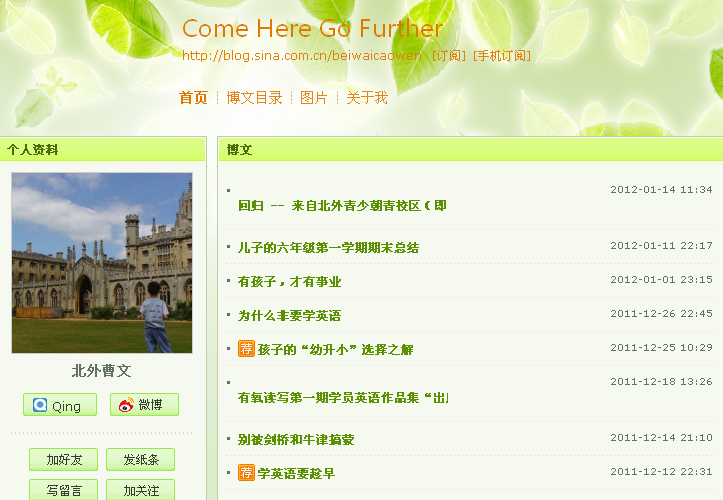 Come Here Go Further
http://blog.sina.com.cn/beiwaicaowen [订阅] [手机订阅]
首页 博文目录 图片 关于我
个人资料
北外曹文
Qing 微博
加好友 发纸条
写留言 加关注
博文
2012-01-14 11:34
回归 -- 来自北外青少朝青校区（即
儿子的六年级第一学期期末总结 2012-01-11 22:17
有孩子，才有事业 2012-01-01 23:15
为什么非要学英语 2011-12-26 22:45
荐 孩子的“幼升小”选择之解 2011-12-25 10:29
2011-12-18 13:26
有氧读写第一期学员英语作品集“出
别被剑桥和牛津搞蒙 2011-12-14 21:10
荐 学英语要趁早 2011-12-12 22:31